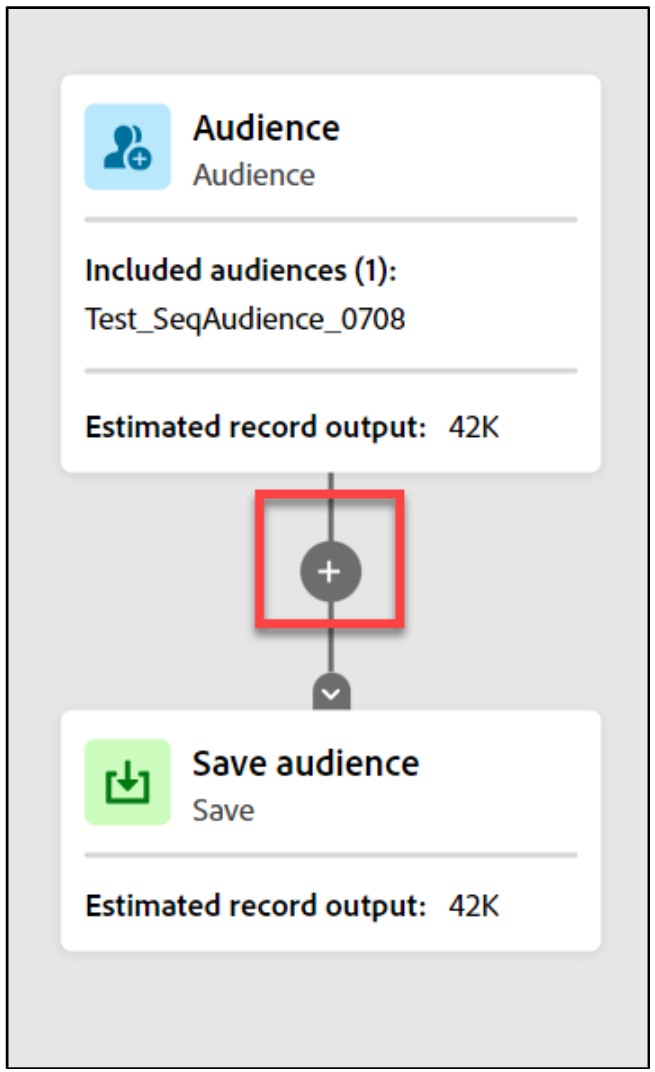 Audience
Audience
Included audiences (1):
Test_SeqAudience_0708
Estimated record output: 42K
+
Save audience
Save
Estimated record output: 42K